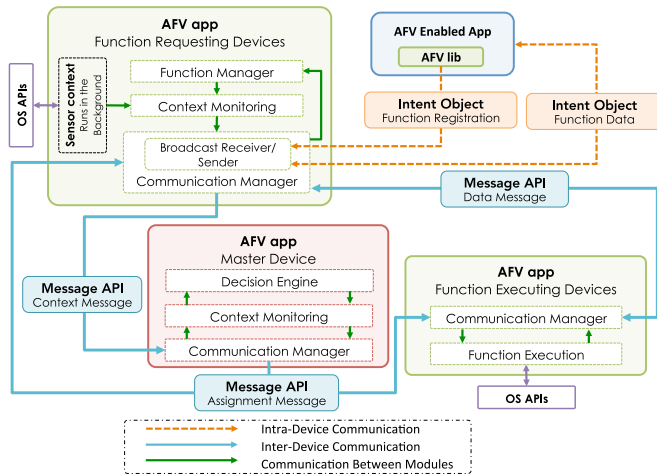 AFV app
Function Requesting Devices
Function Manager
Context Monitoring
Broadcast Receiver/
Sender
Communication Manager
OS APIs
Sensor context
Runs in the
Background
AFV Enabled App
AFV lib
Intent Object
Function Registration
Intent Object
Function Data
Message API
Data Message
AFV app
Master Device
Decision Engine
Context Monitoring
Communication Manager
Message API
Context Message
AFV app
Function Executing Devices
Communication Manager
Function Execution
OS APIs
Message API
Assignment Message
Intra-Device Communication
Inter-Device Communication
Communication Between Modules